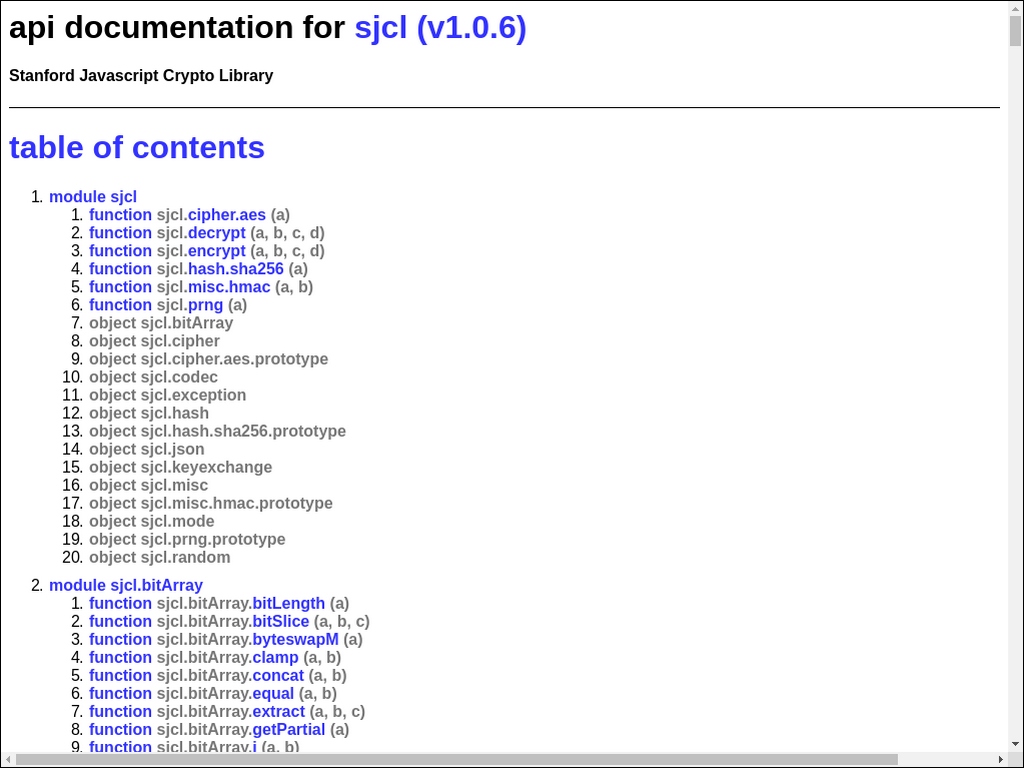 api documentation for sjcl (v1.0.6)
Stanford Javascript Crypto Library
table of contents
1. module sjcl
1. function sjcl.cipher.aes (a)
2. function sjcl.decrypt (a, b, c, d)
3. function sjcl.encrypt (a, b, c, d)
4. function sjcl.hash.sha256 (a)
5. function sjcl.misc.hmac (a, b)
6. function sjcl.prng (a)
7. object sjcl.bitArray
8. object sjcl.cipher
9. object sjcl.cipher.aes.prototype
10. object sjcl.codec
11. object sjcl.exception
12. object sjcl.hash
13. object sjcl.hash.sha256.prototype
14. object sjcl.json
15. object sjcl.keyexchange
16. object sjcl.misc
17. object sjcl.misc.hmac.prototype
18. object sjcl.mode
19. object sjcl.prng.prototype
20. object sjcl.random
2. module sjcl.bitArray
1. function sjcl.bitArray.bitLength (a)
2. function sjcl.bitArray.bitSlice (a, b, c)
3. function sjcl.bitArray.byteswapM (a)
4. function sjcl.bitArray.clamp (a, b)
5. function sjcl.bitArray.concat (a, b)
6. function sjcl.bitArray.equal (a, b)
7. function sjcl.bitArray.extract (a, b, c)
8. function sjcl.bitArray.getPartial (a)
9. function sjcl.bitArray.i (a, b)